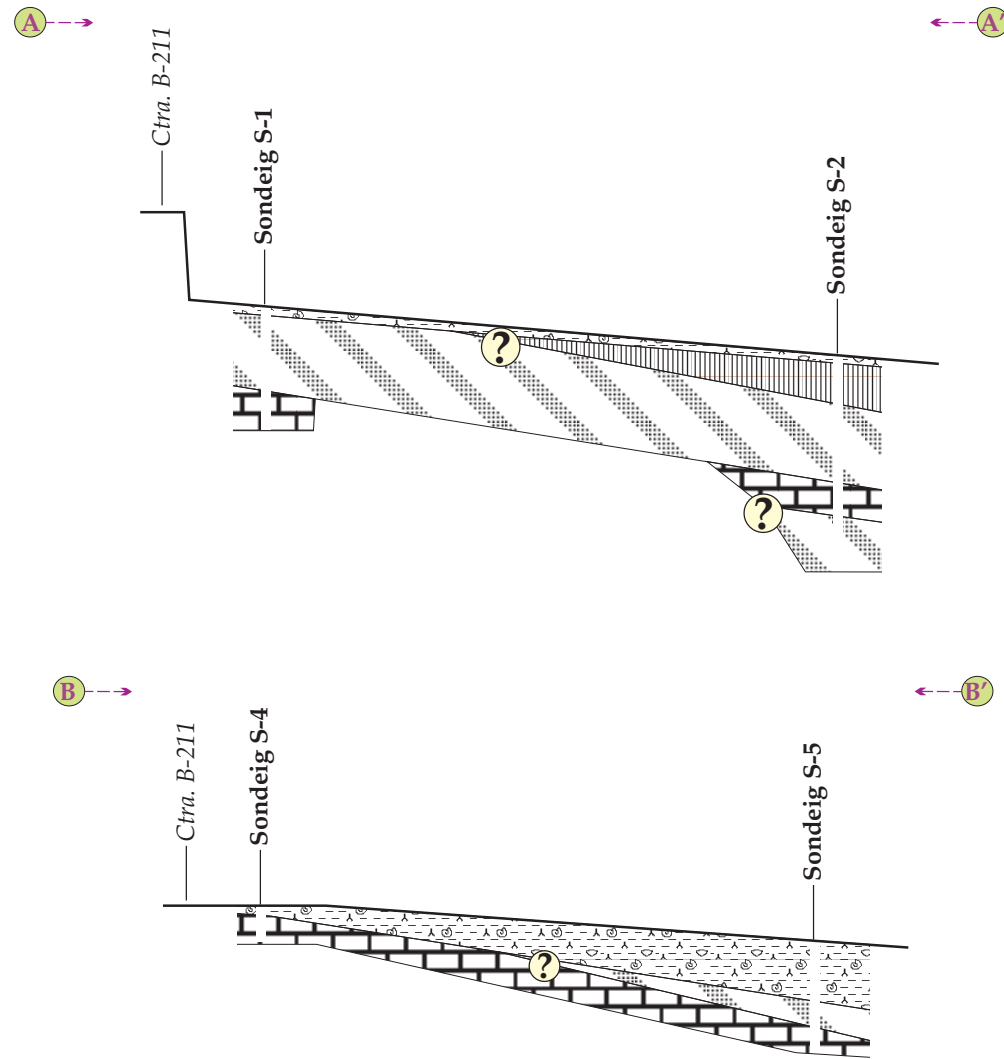 A
A′
Ctra. B-211
Sondeig S-1
Sondeig S-2
?
?
B
B′
Ctra. B-211
Sondeig S-4
Sondeig S-5
?